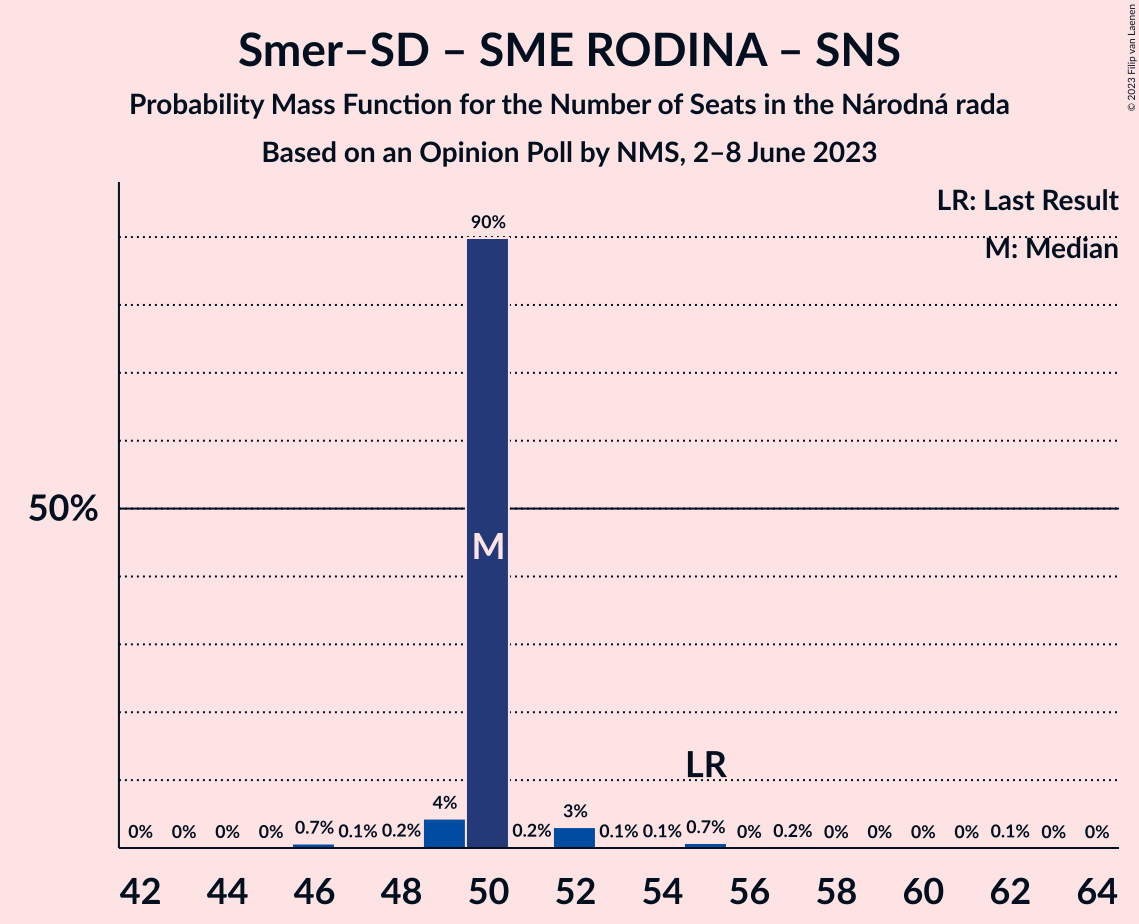 Smer–SD – SME RODINA – SNS
Probability Mass Function for the Number of Seats in the Národná rada
Based on an Opinion Poll by NMS, 2–8 June 2023
© 2023 Filip van Laenen
LR: Last Result
M: Median
90%
50%
M
LR
0% 0% 0% 0% 0.7% 0.1% 0.2% 4% 0.2% 3% 0.1% 0.1% 0.7% 0% 0.2% 0% 0% 0% 0% 0.1% 0% 0%
42 44 46 48 50 52 54 56 58 60 62 64